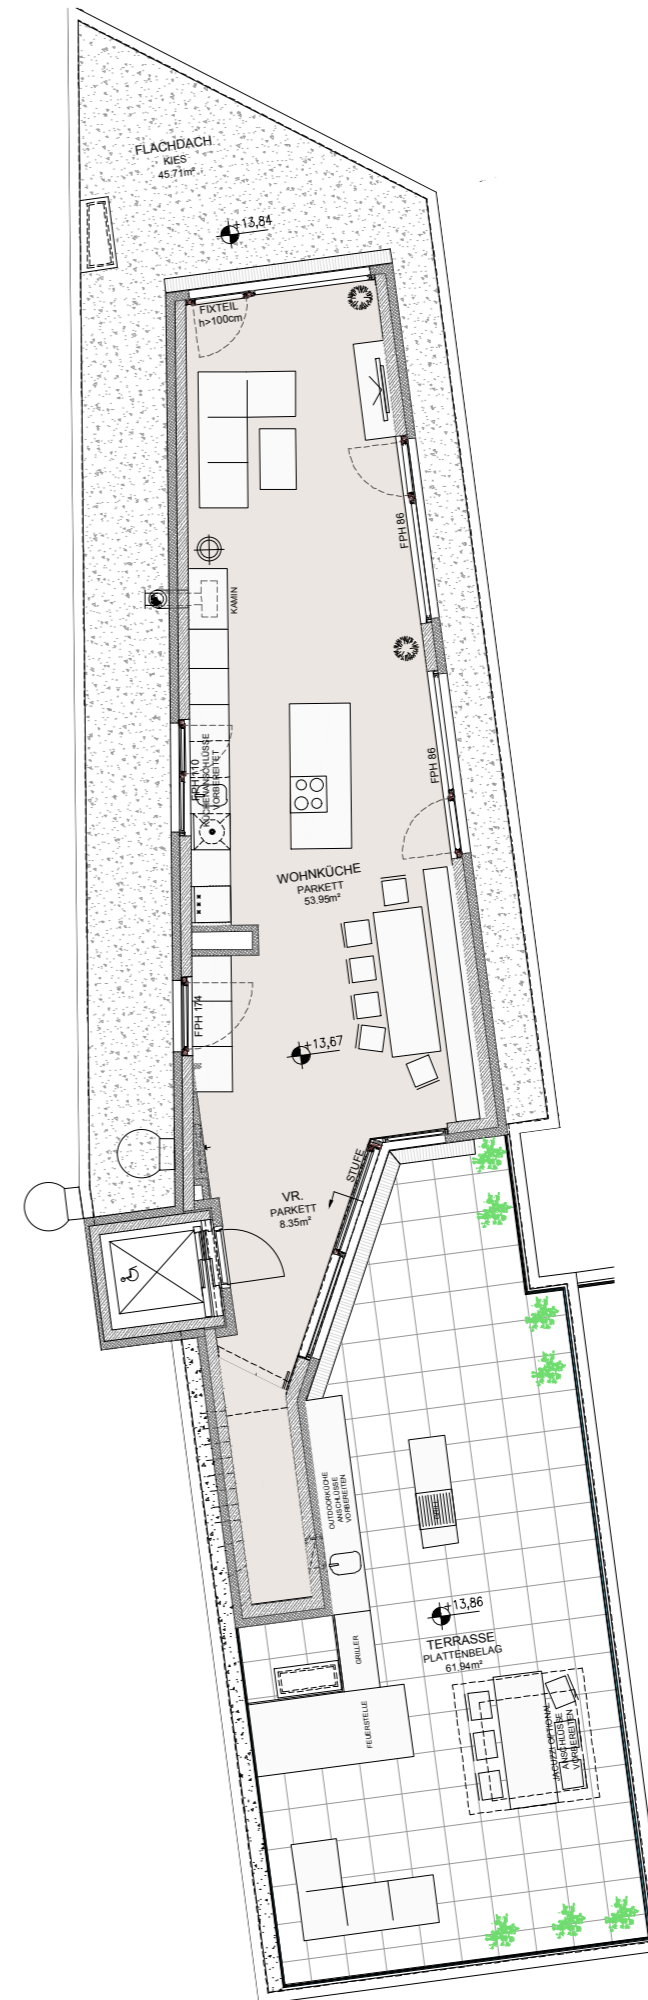 FLACHDACH
KIES
45.71m²
+13,84
FIXTEIL
h>100cm
FPH 86
KAMIN
FPH 110
KÜCHENANSCHLÜSSE
VORBEREITET
FPH 86
WOHNKÜCHE
PARKETT
53.95m²
FPH 174
+13,67
STUFE
VR.
PARKETT
8.35m²
OUTDOORKÜCHE
ANSCHLÜSSE
VORBEREITEN
GRILL
+13,86
TERRASSE
PLATTENBELAG
61.94m²
GRILLER
FEUERSTELLE
JACUZZI OPTIONAL
ANSCHLÜSSE
VORBEREITEN